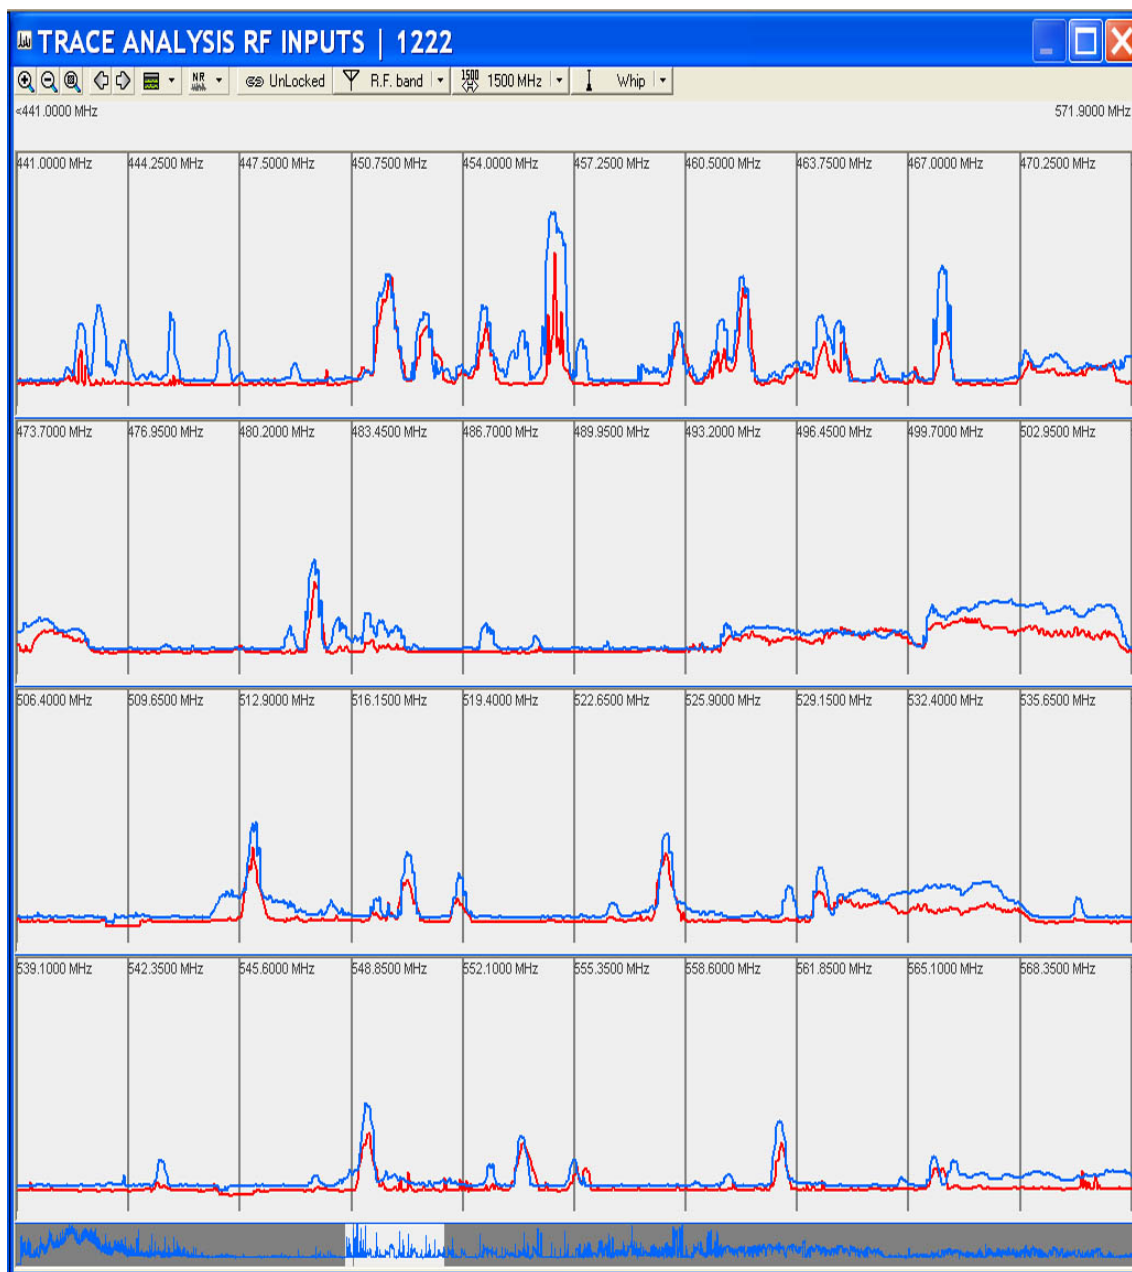 TRACE ANALYSIS RF INPUTS | 1222
NR UnLocked R.F. band 1500 1500 MHz Whip
<441.0000 MHz 571.9000 MHz
441.0000 MHz 444.2500 MHz 447.5000 MHz 450.7500 MHz 454.0000 MHz 457.2500 MHz 460.5000 MHz 463.7500 MHz 467.0000 MHz 470.2500 MHz
473.7000 MHz 476.9500 MHz 480.2000 MHz 483.4500 MHz 486.7000 MHz 489.9500 MHz 493.2000 MHz 496.4500 MHz 499.7000 MHz 502.9500 MHz
506.4000 MHz 509.6500 MHz 512.9000 MHz 516.1500 MHz 519.4000 MHz 522.6500 MHz 525.9000 MHz 529.1500 MHz 532.4000 MHz 535.6500 MHz
539.1000 MHz 542.3500 MHz 545.6000 MHz 548.8500 MHz 552.1000 MHz 555.3500 MHz 558.6000 MHz 561.8500 MHz 565.1000 MHz 568.3500 MHz